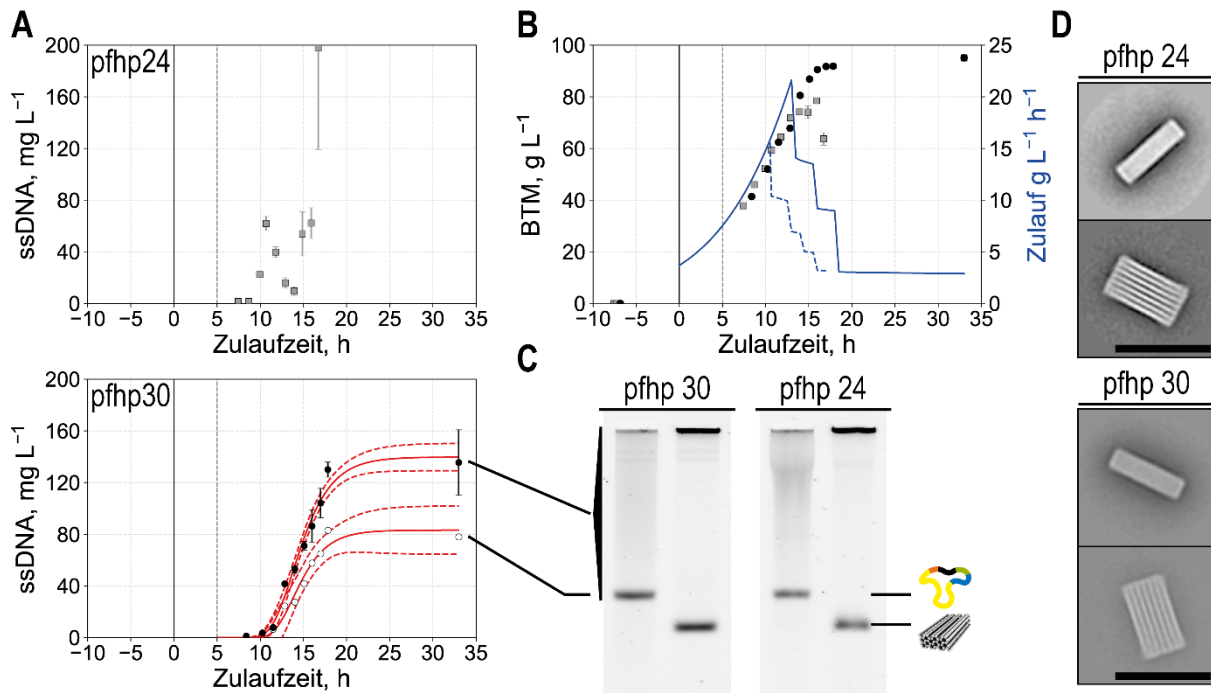 A
pfhp24
ssDNA, mg L⁻¹
200
160
120
80
40
0
−10 −5 0 5 10 15 20 25 30 35
Zulaufzeit, h
B
BTM, g L⁻¹
100
80
60
40
20
0
25
20
15
10
5
0
Zulauf g L⁻¹ h⁻¹
−10 −5 0 5 10 15 20 25 30 35
Zulaufzeit, h
pfhp30
ssDNA, mg L⁻¹
200
160
120
80
40
0
−10 −5 0 5 10 15 20 25 30 35
Zulaufzeit, h
C
pfhp 30
pfhp 24
D
pfhp 24
pfhp 30